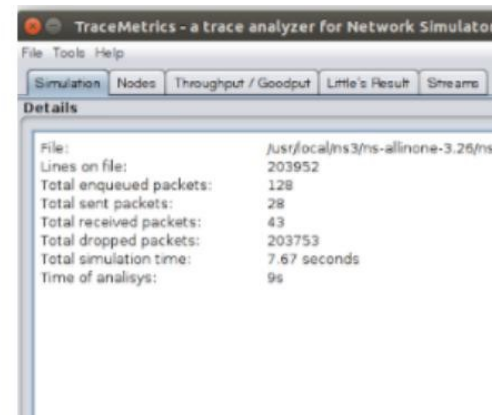 TraceMetrics - a trace analyzer for Network Simulator
File Tools Help
Simulation Nodes Throughput / Goodput Little's Result Streams
Details
File: /usr/local/ns3/ns-allinone-3.26/ns
Lines on file: 203952
Total enqueued packets: 128
Total sent packets: 28
Total received packets: 43
Total dropped packets: 203753
Total simulation time: 7.67 seconds
Time of analisys: 9s